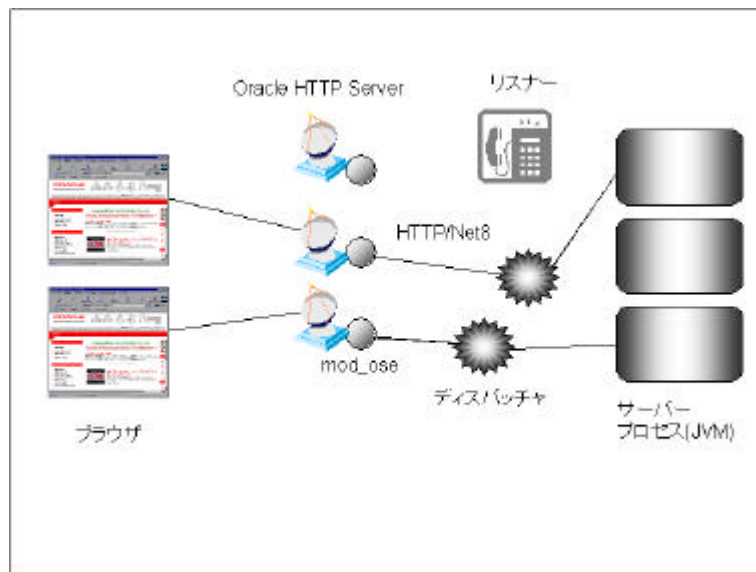 Oracle HTTP Server
リスナー
HTTP/Net8
mod_ose
ディスパッチャ
ブラウザ
サーバー
プロセス(JVM)